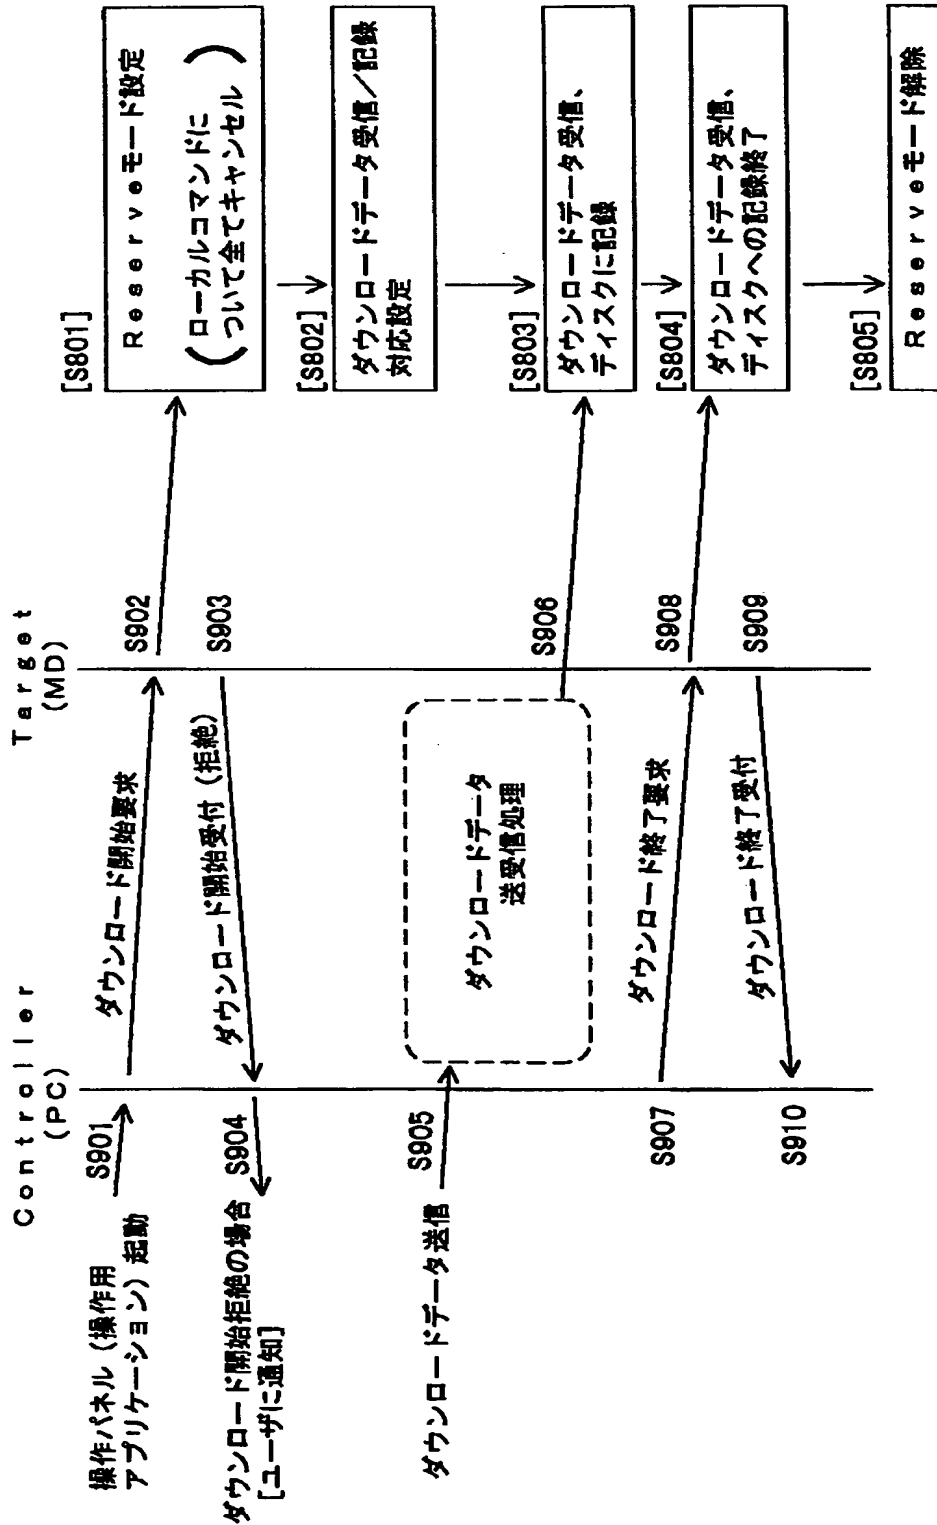 Controller
(PC)
Target
(MD)
操作パネル（操作用
アプリケーション）起動
S901
ダウンロード開始要求
S902
[S801]
Reserveモード設定
（ローカルコマンドに
ついて全てキャンセル）
ダウンロード開始拒絶の場合
[ユーザに通知]
S904
ダウンロード開始受付（拒絶）
S903
[S802]
ダウンロードデータ受信／記録
対応設定
ダウンロードデータ送信
S905
ダウンロードデータ
送受信処理
S906
[S803]
ダウンロードデータ受信、
ディスクに記録
S907
ダウンロード終了要求
S908
[S804]
ダウンロードデータ受信、
ディスクへの記録終了
S910
ダウンロード終了受付
S909
[S805]
Reserveモード解除